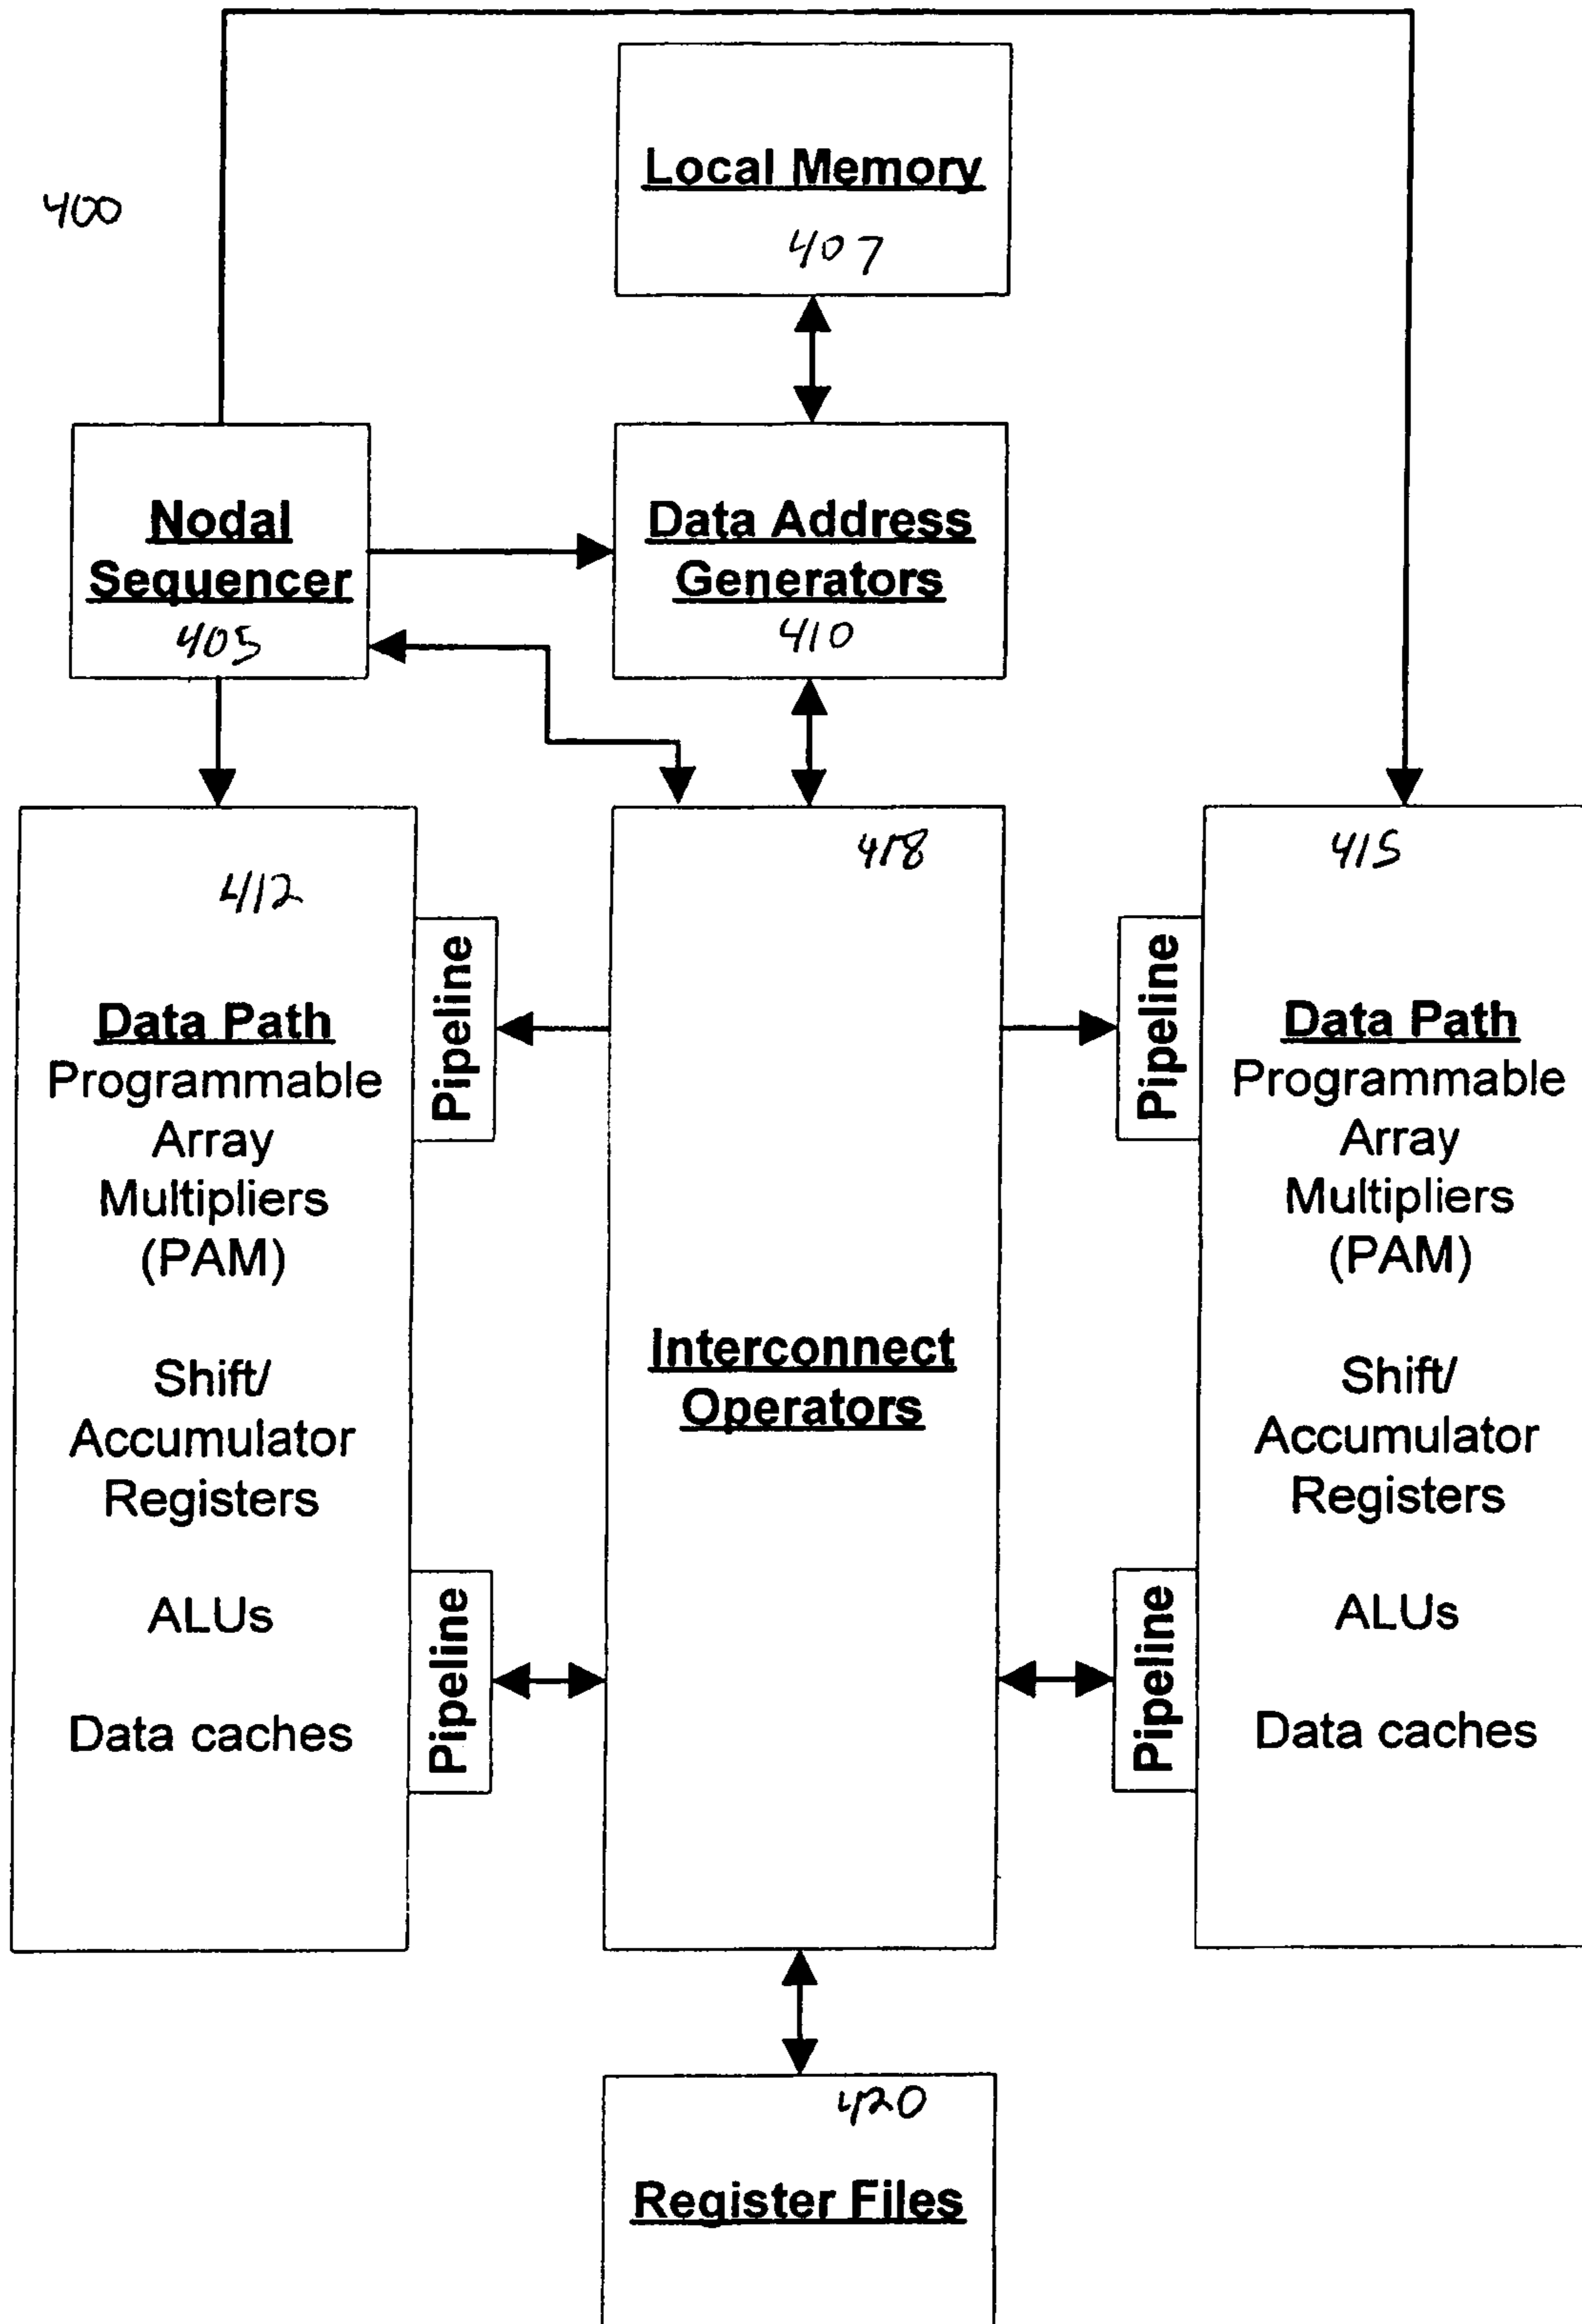 400
Local Memory
407
Nodal
Sequencer
405
Data Address
Generators
410
412
Data Path
Programmable
Array
Multipliers
(PAM)
Shift/
Accumulator
Registers
ALUs
Data caches
Pipeline
Pipeline
418
Interconnect
Operators
Pipeline
Pipeline
415
Data Path
Programmable
Array
Multipliers
(PAM)
Shift/
Accumulator
Registers
ALUs
Data caches
420
Register Files